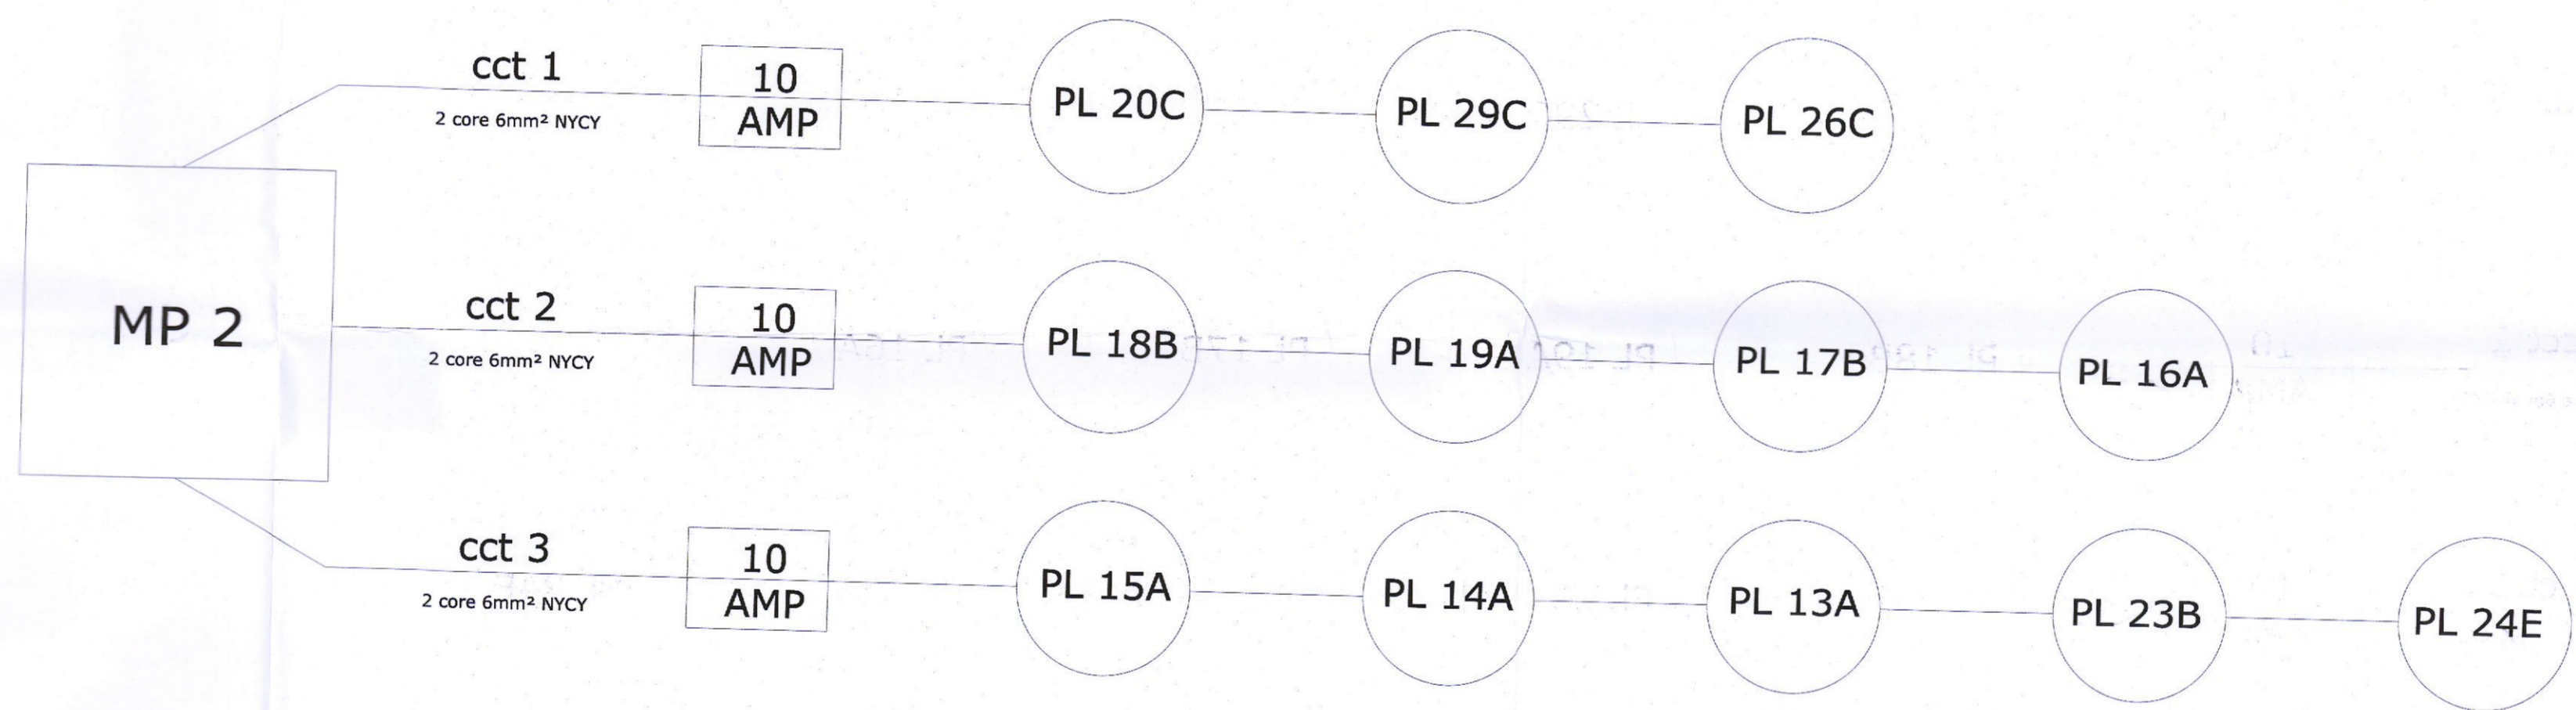 cct 1
2 core 6mm² NYCY
10
AMP
PL 20C
PL 29C
PL 26C
MP 2
cct 2
2 core 6mm² NYCY
10
AMP
PL 18B
PL 19A
PL 17B
PL 16A
cct 3
2 core 6mm² NYCY
10
AMP
PL 15A
PL 14A
PL 13A
PL 23B
PL 24E